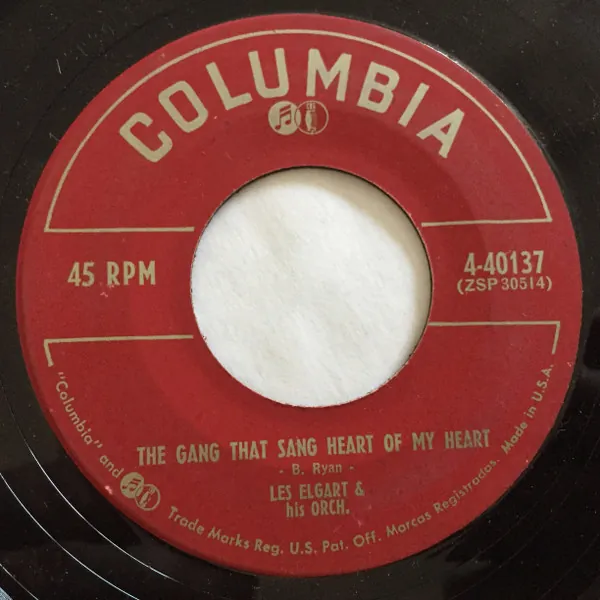 COLUMBIA
45 RPM
4-40137
(ZSP 30514)
THE GANG THAT SANG HEART OF MY HEART
- B. Ryan -
LES ELGART &
his ORCH.
"Columbia" and Trade Marks Reg. U.S. Pat. Off. Marcas Registradas. Made in U.S.A.